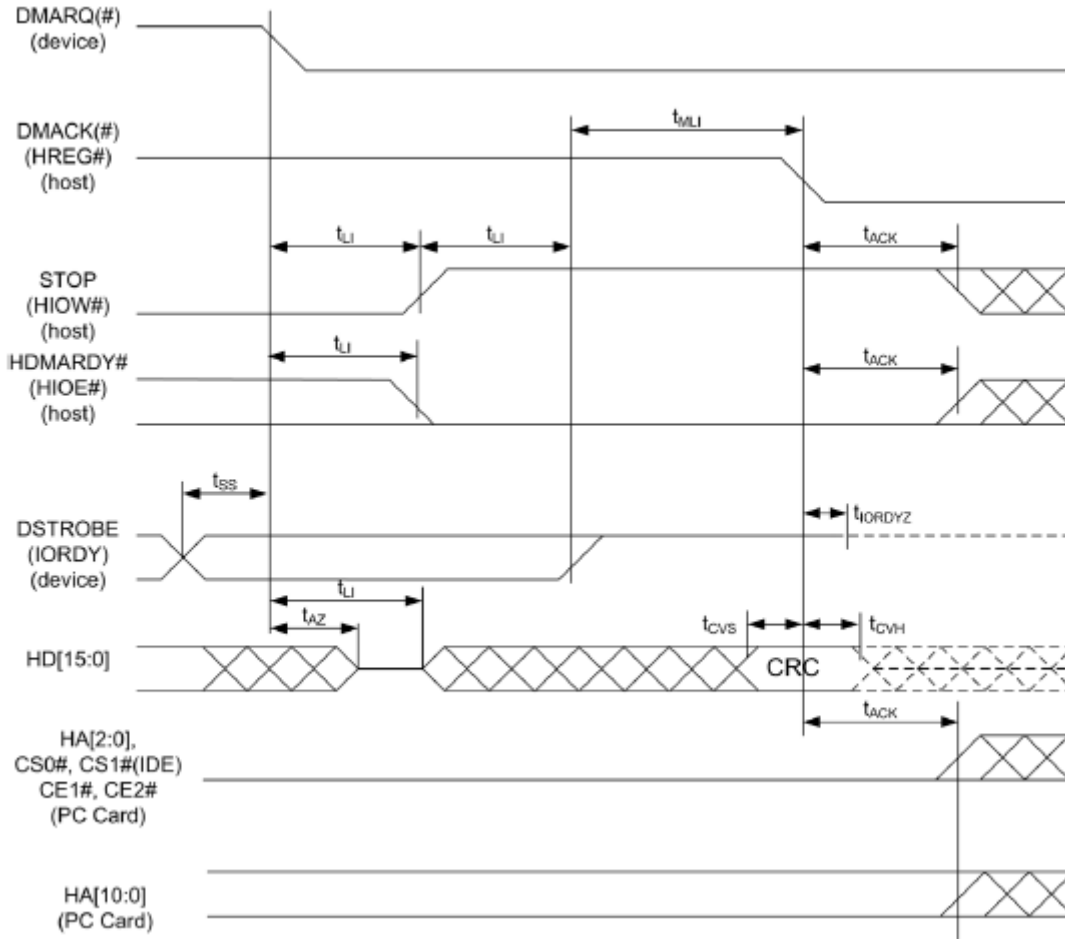 DMARQ(#)
(device)
DMACK(#)
(HREG#)
(host)
tMLI
tLI
tLI
tACK
STOP
(HIOW#)
(host)
tLI
tACK
HDMARDY#
(HIOE#)
(host)
tSS
tIORDYZ
DSTROBE
(IORDY)
(device)
tLI
tAZ
tCVS
tCVH
HD[15:0]
CRC
tACK
HA[2:0],
CS0#, CS1#(IDE)
CE1#, CE2#
(PC Card)
HA[10:0]
(PC Card)